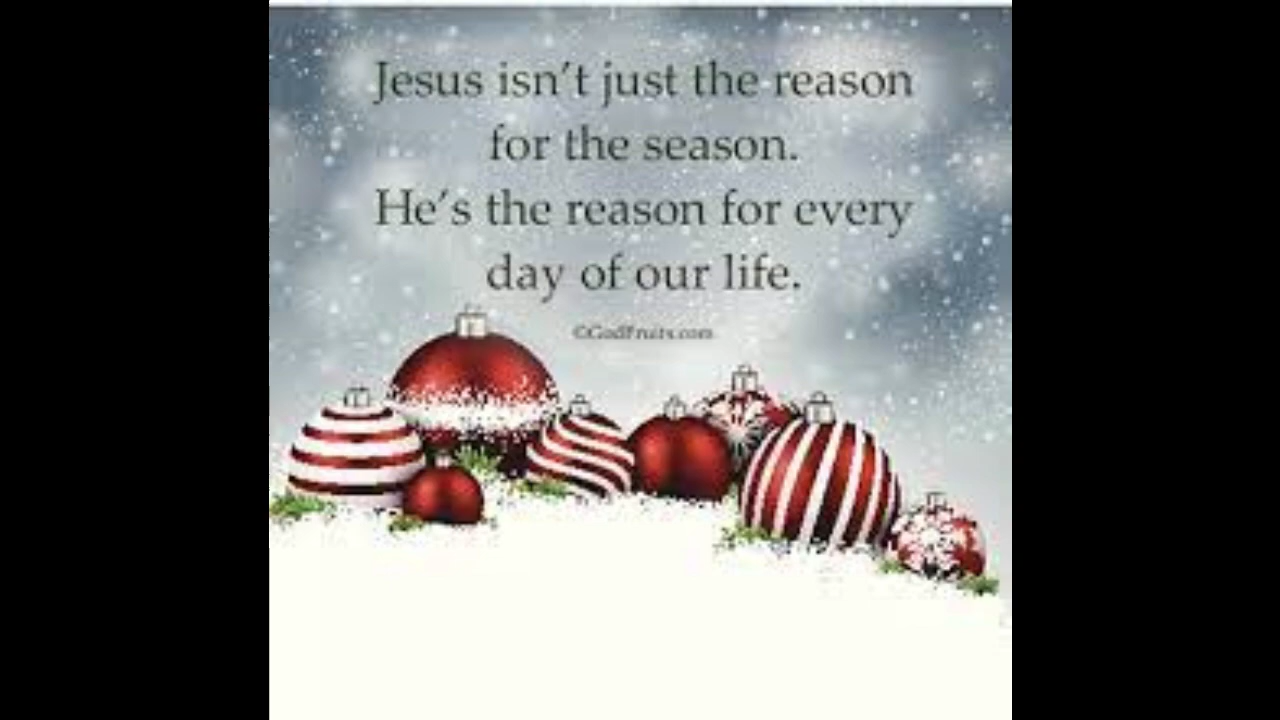 Jesus isn't just the reason
for the season.
He's the reason for every
day of our life.
©GodFruits.com